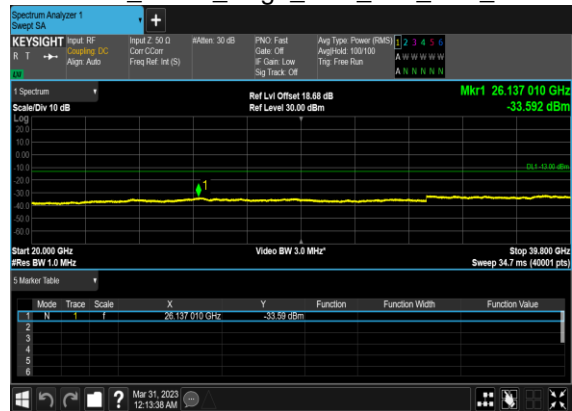 Spectrum Analyzer 1
Swept SA
+
KEYSIGHT
R T
LW
Input: RF
Coupling: DC
Align: Auto
Input Z: 50 Ω
Corr CCorr
Freq Ref: Int (S)
#Atten: 30 dB
PNO: Fast
Gate: Off
IF Gain: Low
Sig Track: Off
Avg Type: Power (RMS)
Avg|Hold: 100/100
Trig: Free Run
1 2 3 4 5 6
A W W W W W
A N N N N N
1 Spectrum
Scale/Div 10 dB
Ref Lvl Offset 18.68 dB
Ref Level 30.00 dBm
Mkr1 26.137 010 GHz
-33.592 dBm
Log
20.0
10.0
0.00
-10.0
-20.0
-30.0
-40.0
-50.0
-60.0
DL1 -13.00 dBm
1
Start 20.000 GHz
#Res BW 1.0 MHz
Video BW 3.0 MHz*
Stop 39.800 GHz
Sweep 34.7 ms (40001 pts)
5 Marker Table
Mode Trace Scale X Y Function Function Width Function Value
1 N 1 f 26.137 010 GHz -33.59 dBm
2
3
4
5
6
?
Mar 31, 2023
12:13:38 AM